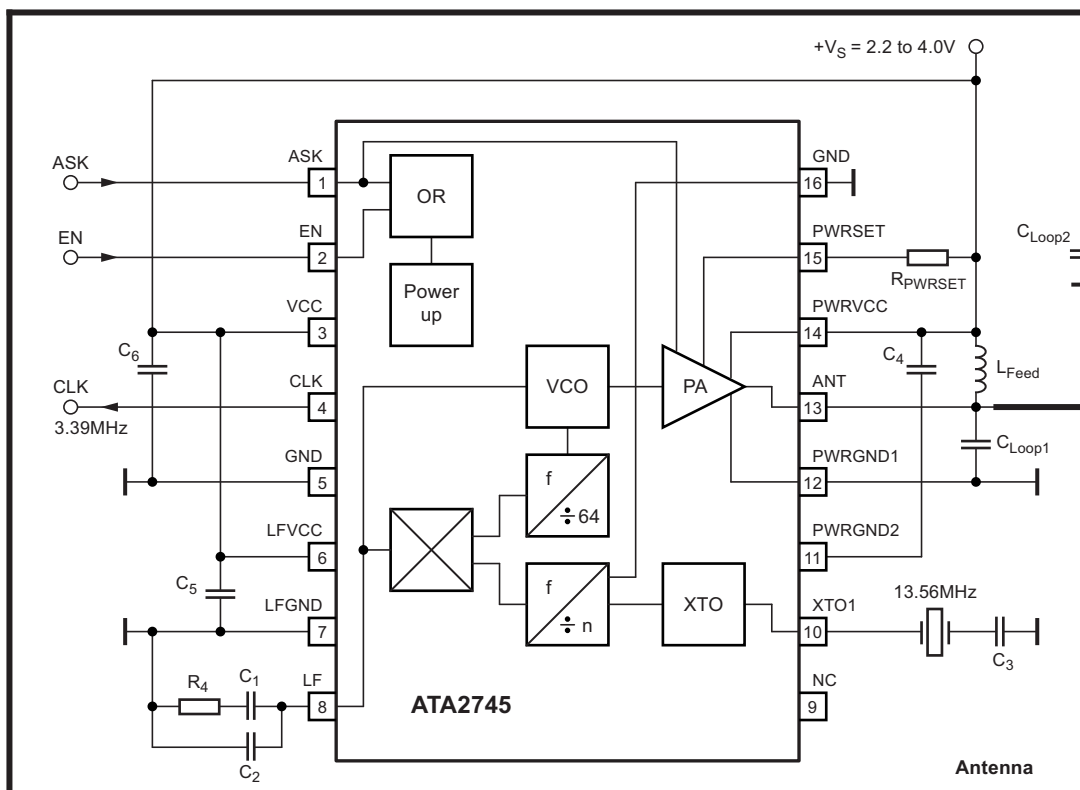 +VS = 2.2 to 4.0V
ASK
EN
CLK
3.39MHz
C6
C5
R4
C1
C2
ASK
1
EN
2
VCC
3
CLK
4
GND
5
LFVCC
6
LFGND
7
LF
8
OR
Power
up
VCO
PA
f
÷ 64
f
÷ n
XTO
ATA2745
GND
16
PWRSET
15
PWRVCC
14
ANT
13
PWRGND1
12
PWRGND2
11
XTO1
10
NC
9
RPWRSET
CLoop2
C4
LFeed
CLoop1
13.56MHz
C3
Antenna